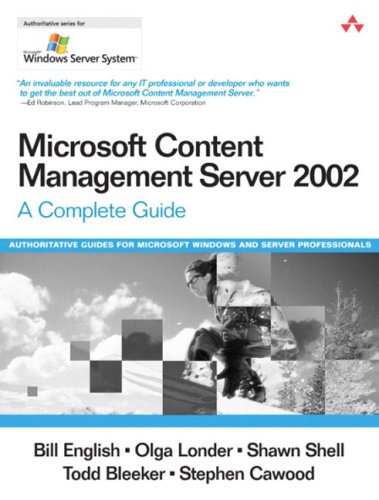 Authoritative series for
Microsoft
Windows Server System
"An invaluable resource for any IT professional or developer who wants
to get the best out of Microsoft Content Management Server."
—Ed Robinson, Lead Program Manager, Microsoft Corporation
Microsoft Content
Management Server 2002
A Complete Guide
AUTHORITATIVE GUIDES FOR MICROSOFT WINDOWS AND SERVER PROFESSIONALS
Bill English ▪ Olga Londer ▪ Shawn Shell
Todd Bleeker ▪ Stephen Cawood